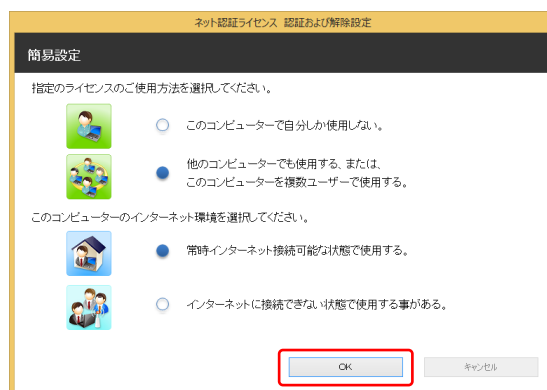 ネット認証ライセンス 認証および解除設定
簡易設定
指定のライセンスのご使用方法を選択してください。
このコンピューターで自分しか使用しない。
他のコンピューターでも使用する、または、
このコンピューターを複数ユーザーで使用する。
このコンピューターのインターネット環境を選択してください。
常時インターネット接続可能な状態で使用する。
インターネットに接続できない状態で使用する事がある。
OK
キャンセル